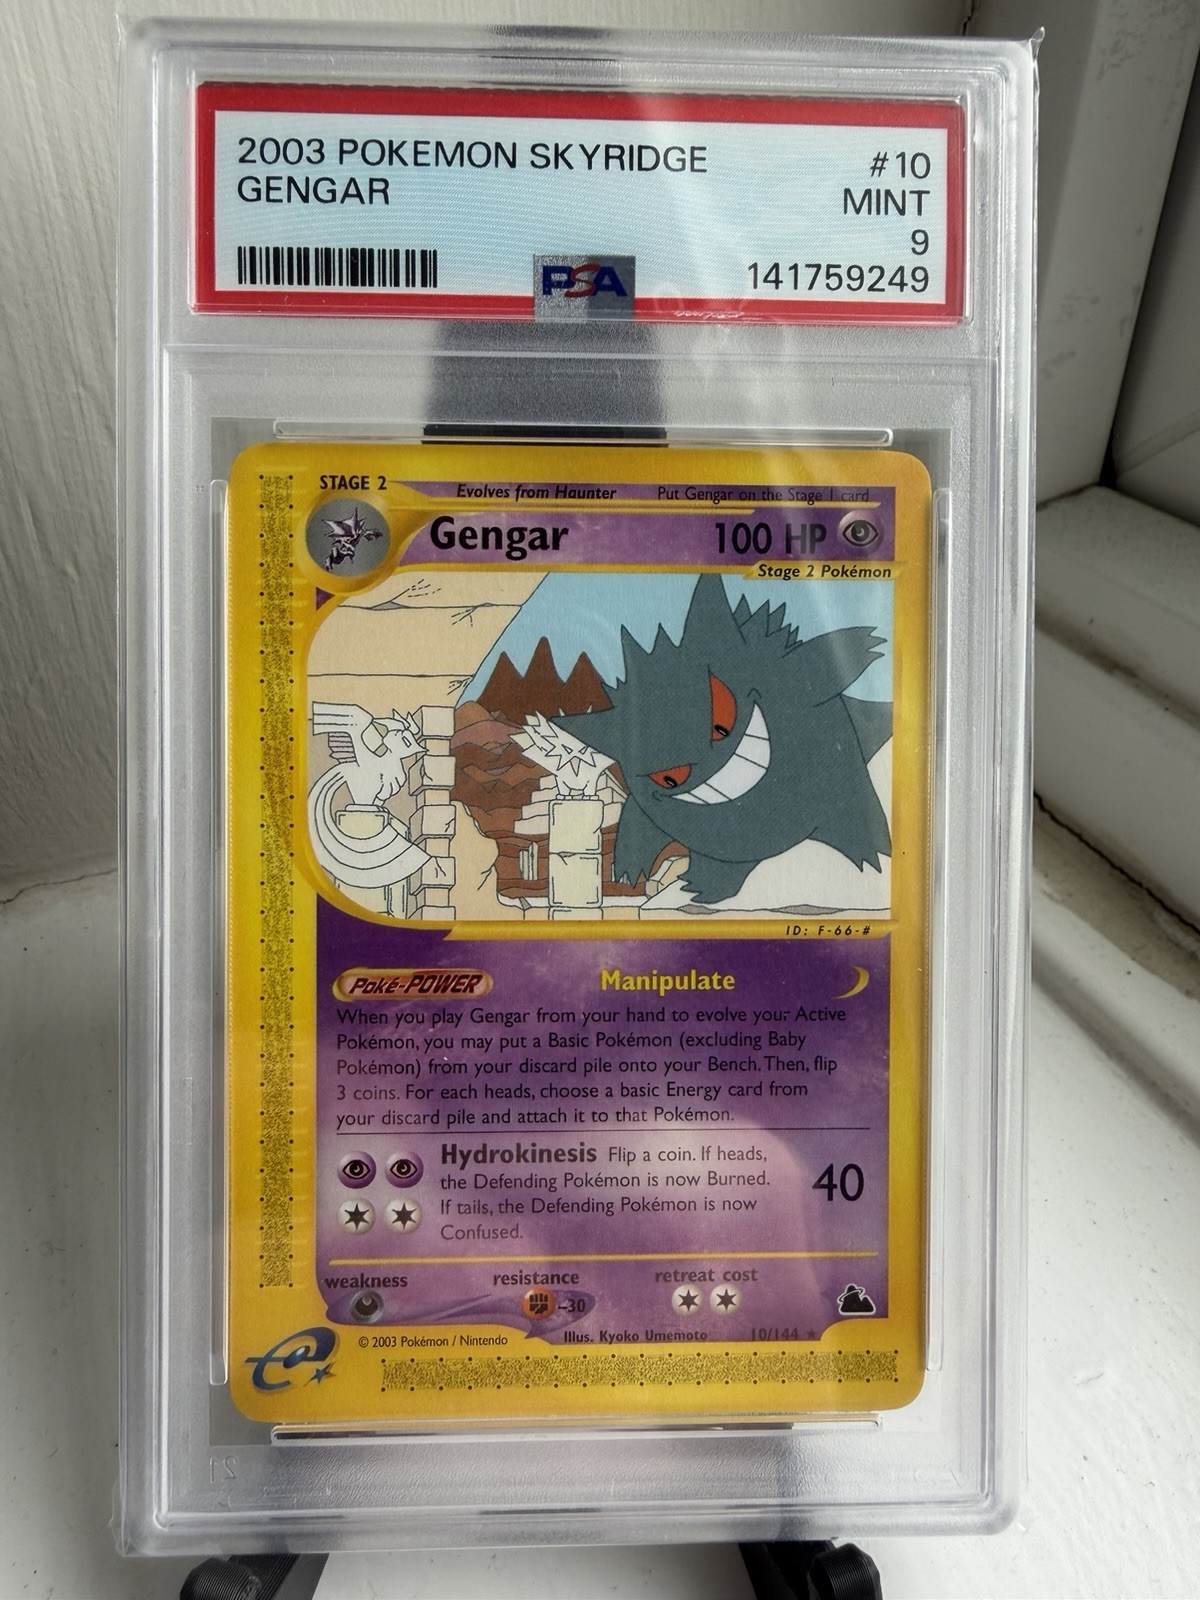 2003 POKEMON SKYRIDGE #10
GENGAR MINT
9
PSA 141759249
STAGE 2
Evolves from Haunter Put Gengar on the Stage 1 card
Gengar 100 HP
Stage 2 Pokémon
ID: F-66-#
Poké-POWER Manipulate
When you play Gengar from your hand to evolve your Active
Pokémon, you may put a Basic Pokémon (excluding Baby
Pokémon) from your discard pile onto your Bench. Then, flip
3 coins. For each heads, choose a basic Energy card from
your discard pile and attach it to that Pokémon.
Hydrokinesis Flip a coin. If heads,
the Defending Pokémon is now Burned. 40
If tails, the Defending Pokémon is now
Confused.
weakness resistance retreat cost
-30
© 2003 Pokémon / Nintendo Illus. Kyoko Umemoto 10/144 ★
e